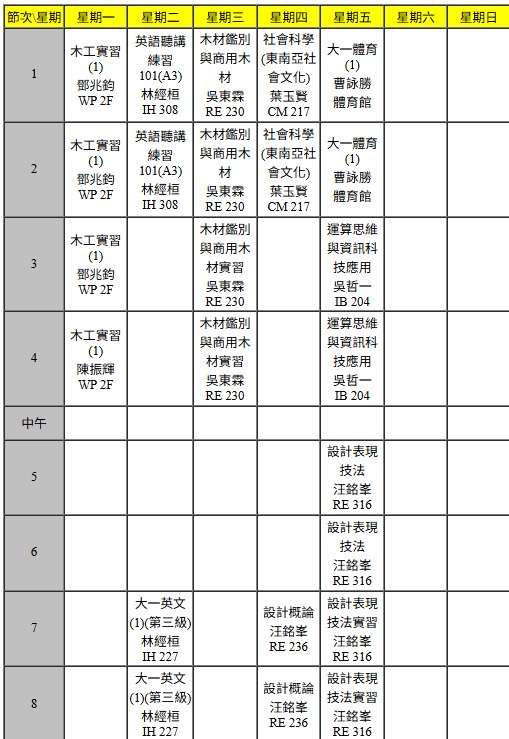 節次\星期 星期一 星期二 星期三 星期四 星期五 星期六 星期日
1
木工實習
(1)
鄧兆鈞
WP 2F
英語聽講
練習
101(A3)
林經桓
IH 308
木材鑑別
與商用木
材
吳東霖
RE 230
社會科學
(東南亞社
會文化)
葉玉賢
CM 217
大一體育
(1)
曹詠勝
體育館
2
木工實習
(1)
鄧兆鈞
WP 2F
英語聽講
練習
101(A3)
林經桓
IH 308
木材鑑別
與商用木
材
吳東霖
RE 230
社會科學
(東南亞社
會文化)
葉玉賢
CM 217
大一體育
(1)
曹詠勝
體育館
3
木工實習
(1)
鄧兆鈞
WP 2F
木材鑑別
與商用木
材實習
吳東霖
RE 230
運算思維
與資訊科
技應用
吳哲一
IB 204
4
木工實習
(1)
陳振輝
WP 2F
木材鑑別
與商用木
材實習
吳東霖
RE 230
運算思維
與資訊科
技應用
吳哲一
IB 204
中午
5
設計表現
技法
汪銘峯
RE 316
6
設計表現
技法
汪銘峯
RE 316
7
大一英文
(1)(第三級)
林經桓
IH 227
設計概論
汪銘峯
RE 236
設計表現
技法實習
汪銘峯
RE 316
8
大一英文
(1)(第三級)
林經桓
IH 227
設計概論
汪銘峯
RE 236
設計表現
技法實習
汪銘峯
RE 316